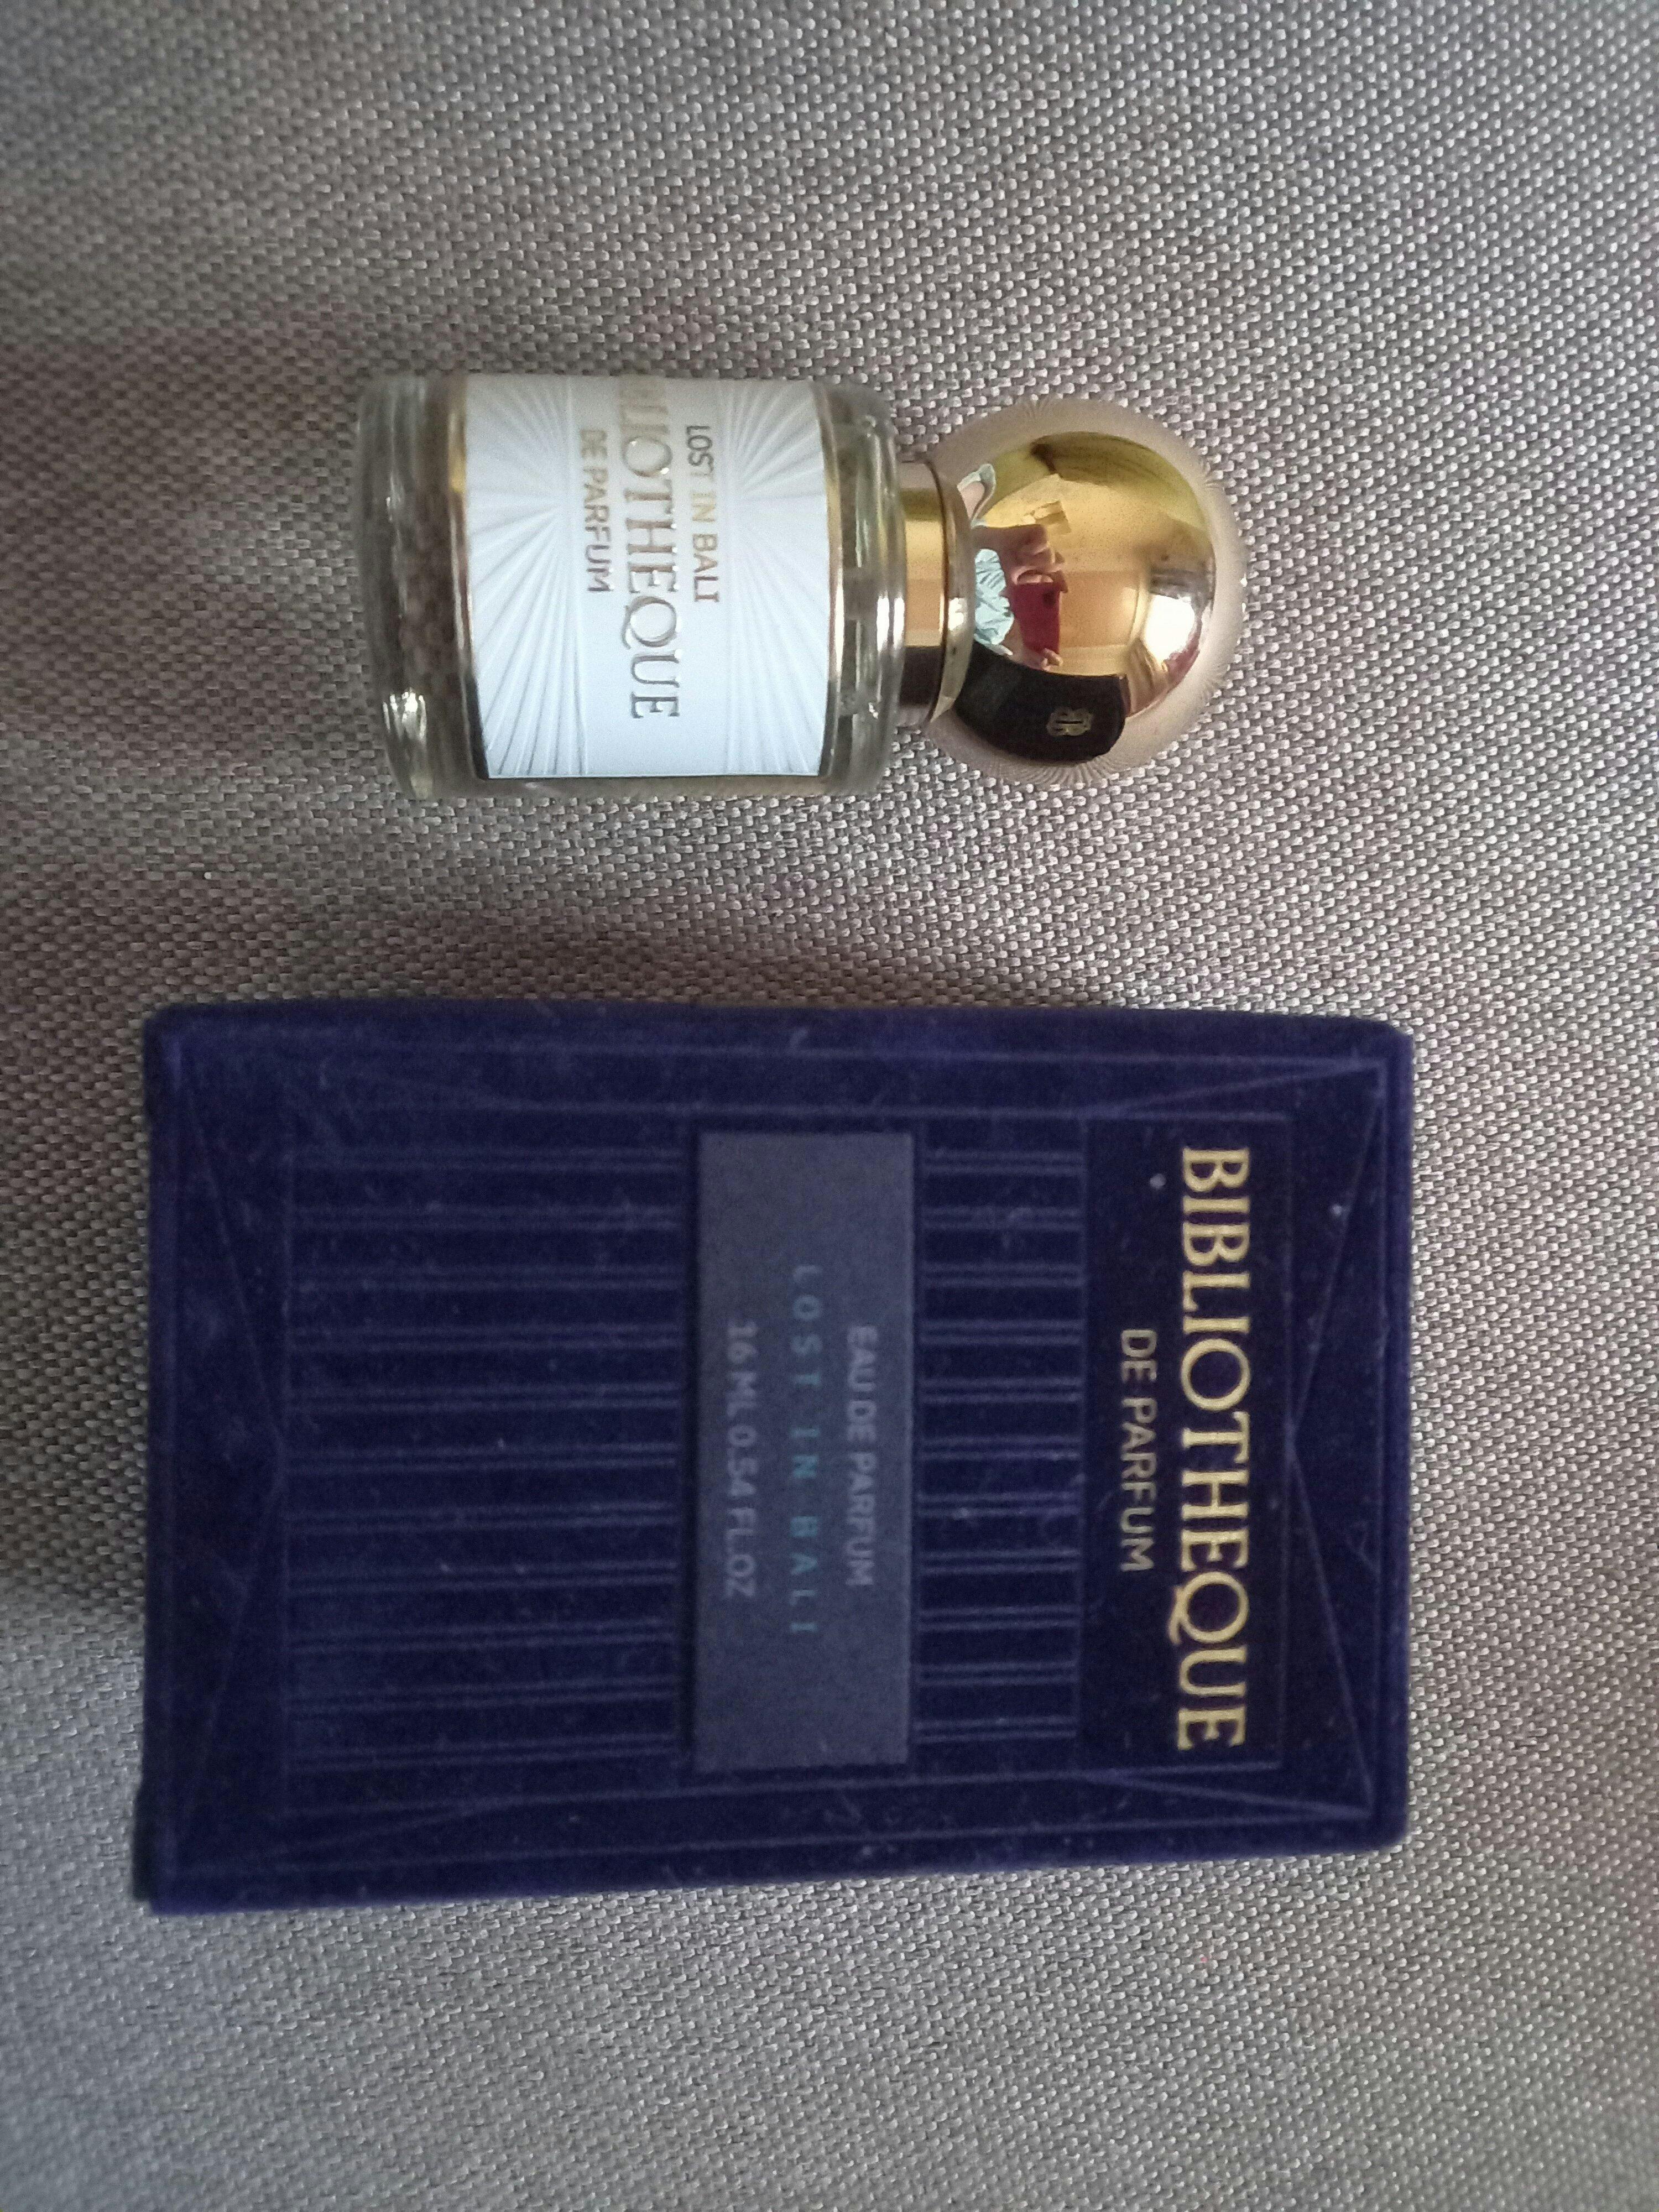 LOST IN BALI
BIBLIOTHEQUE
DE PARFUM
BIBLIOTHEQUE
DE PARFUM
EAU DE PARFUM
LOST IN BALI
16 ML 0.54 FL.OZ